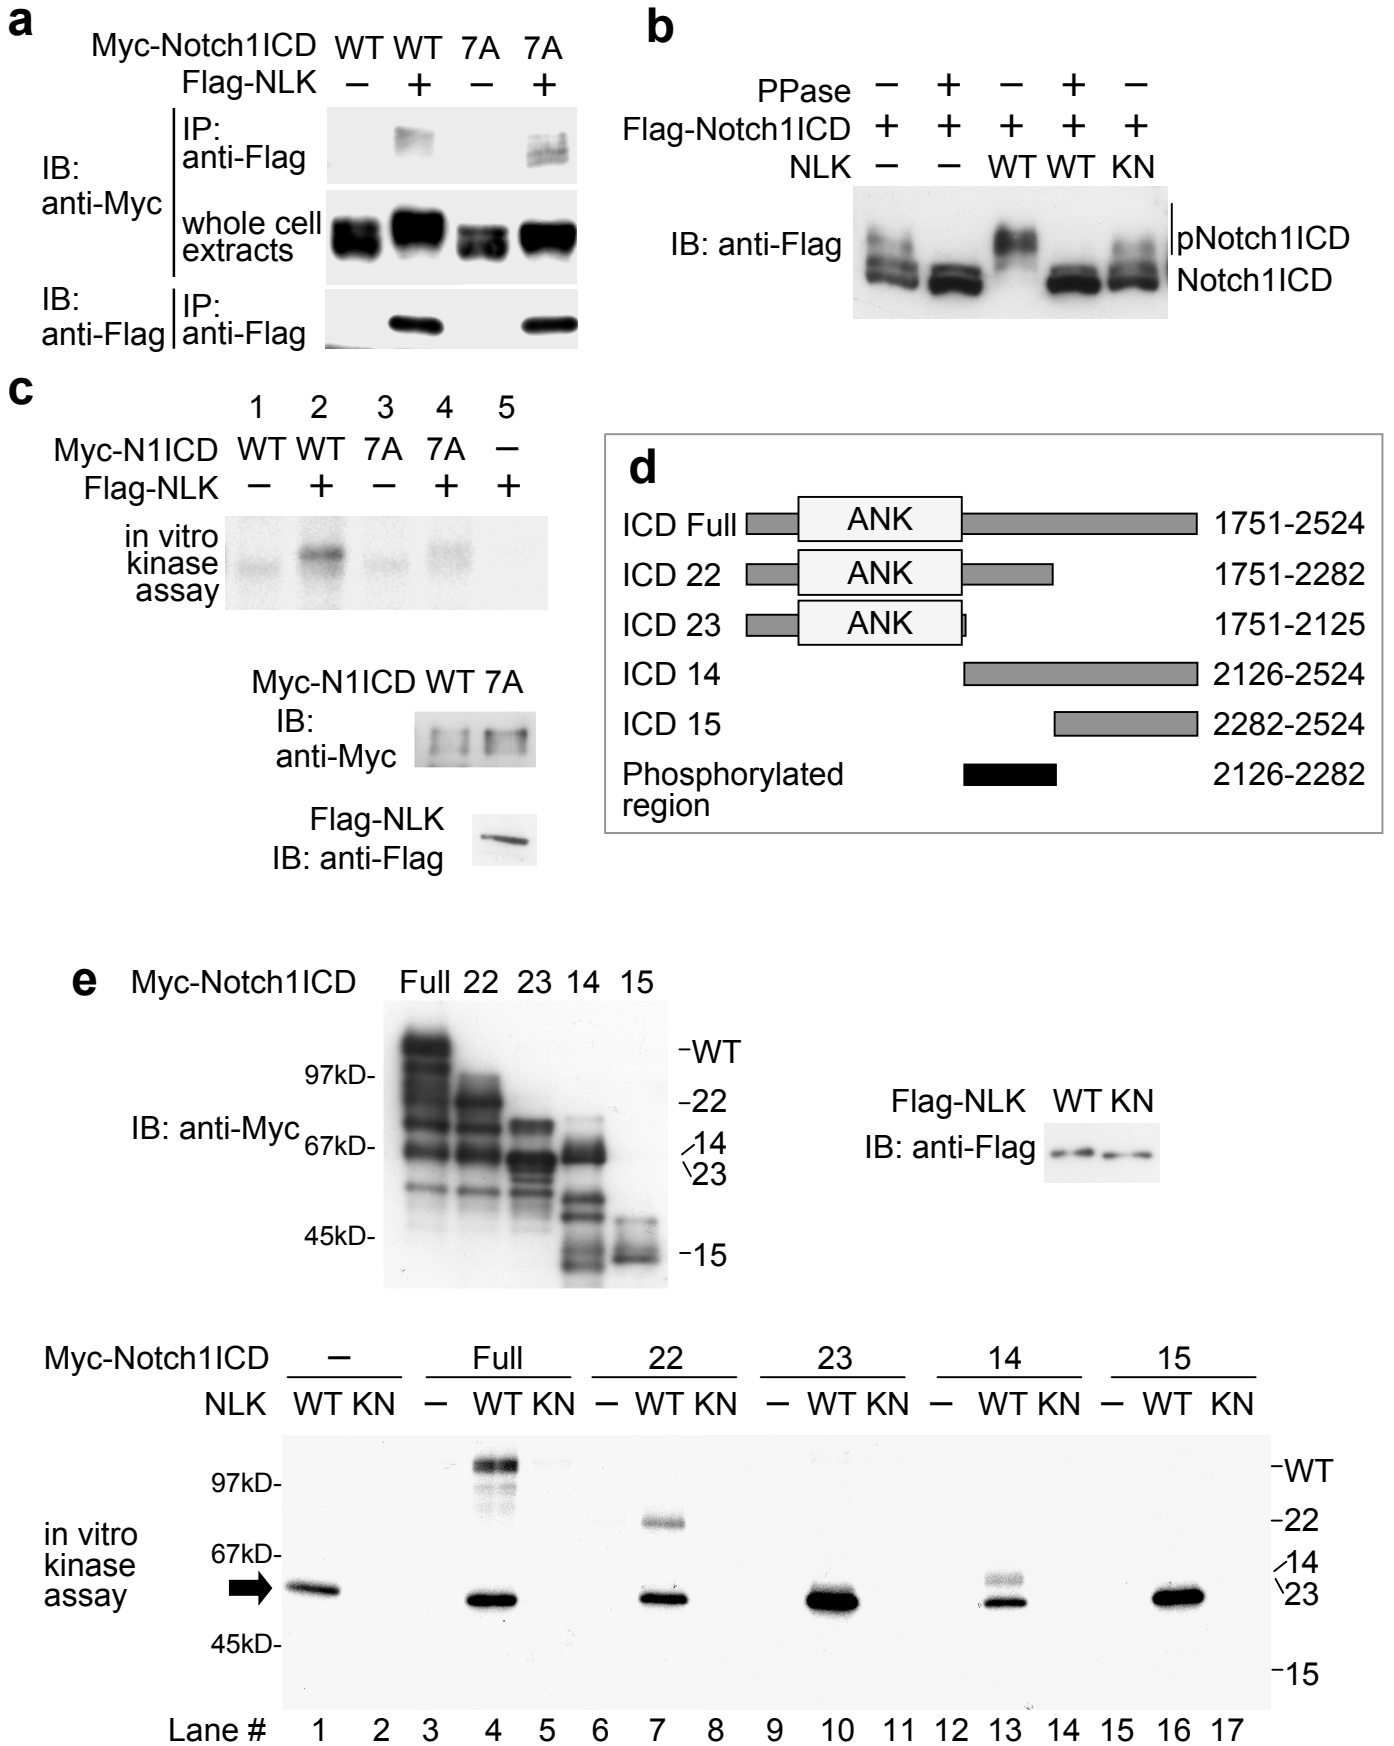 a
Myc-Notch1ICD WT WT 7A 7A
Flag-NLK − + − +
IB: anti-Myc
IP: anti-Flag
whole cell extracts
IB: anti-Flag
IP: anti-Flag
b
PPase − + − + −
Flag-Notch1ICD + + + + +
NLK − − WT WT KN
IB: anti-Flag
pNotch1ICD
Notch1ICD
c
1 2 3 4 5
Myc-N1ICD WT WT 7A 7A −
Flag-NLK − + − + +
in vitro
kinase
assay
Myc-N1ICD WT 7A
IB:
anti-Myc
Flag-NLK
IB: anti-Flag
d
ICD Full ANK 1751-2524
ICD 22 ANK 1751-2282
ICD 23 ANK 1751-2125
ICD 14 2126-2524
ICD 15 2282-2524
Phosphorylated 2126-2282
region
e
Myc-Notch1ICD Full 22 23 14 15
IB: anti-Myc
97kD-
67kD-
45kD-
-WT
-22
14
23
-15
Flag-NLK WT KN
IB: anti-Flag
Myc-Notch1ICD − Full 22 23 14 15
NLK WT KN − WT KN − WT KN − WT KN − WT KN − WT KN
in vitro
kinase
assay
97kD-
67kD-
45kD-
-WT
-22
14
23
-15
Lane # 1 2 3 4 5 6 7 8 9 10 11 12 13 14 15 16 17